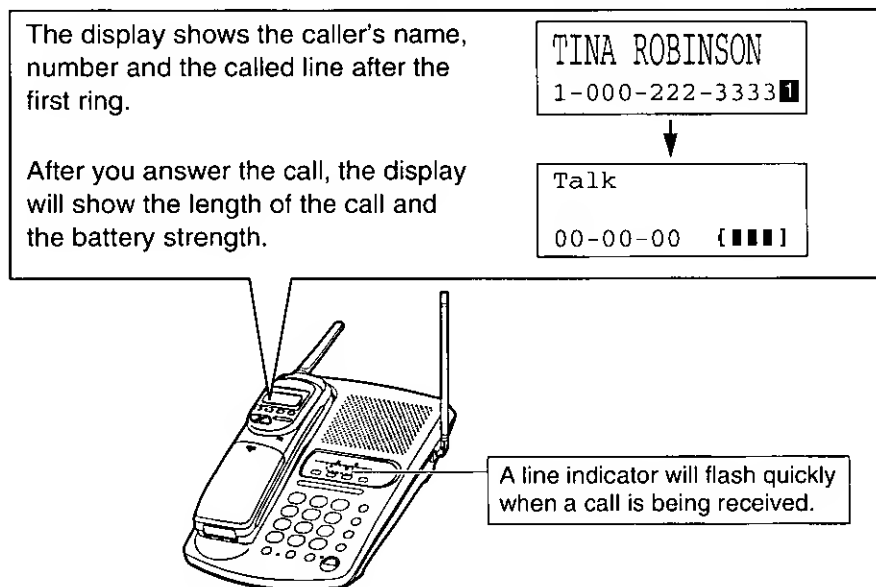 The display shows the caller's name,
number and the called line after the
first ring.
TINA ROBINSON
1-000-222-3333 1
After you answer the call, the display
will show the length of the call and
the battery strength.
Talk
00-00-00 [▮▮▮]
A line indicator will flash quickly
when a call is being received.